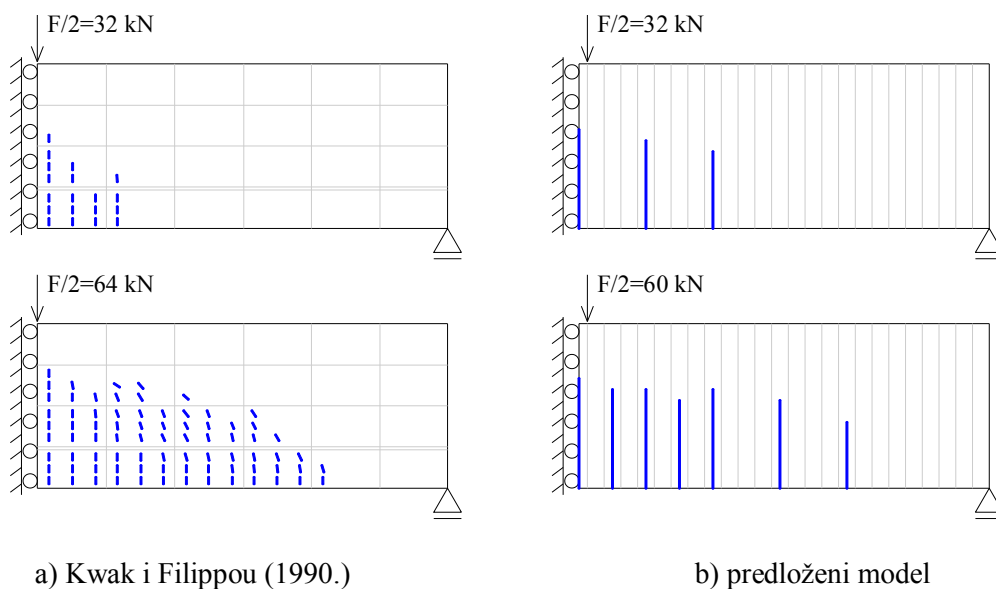 F/2=32 kN
F/2=32 kN
F/2=64 kN
F/2=60 kN
a) Kwak i Filippou (1990.)
b) predloženi model